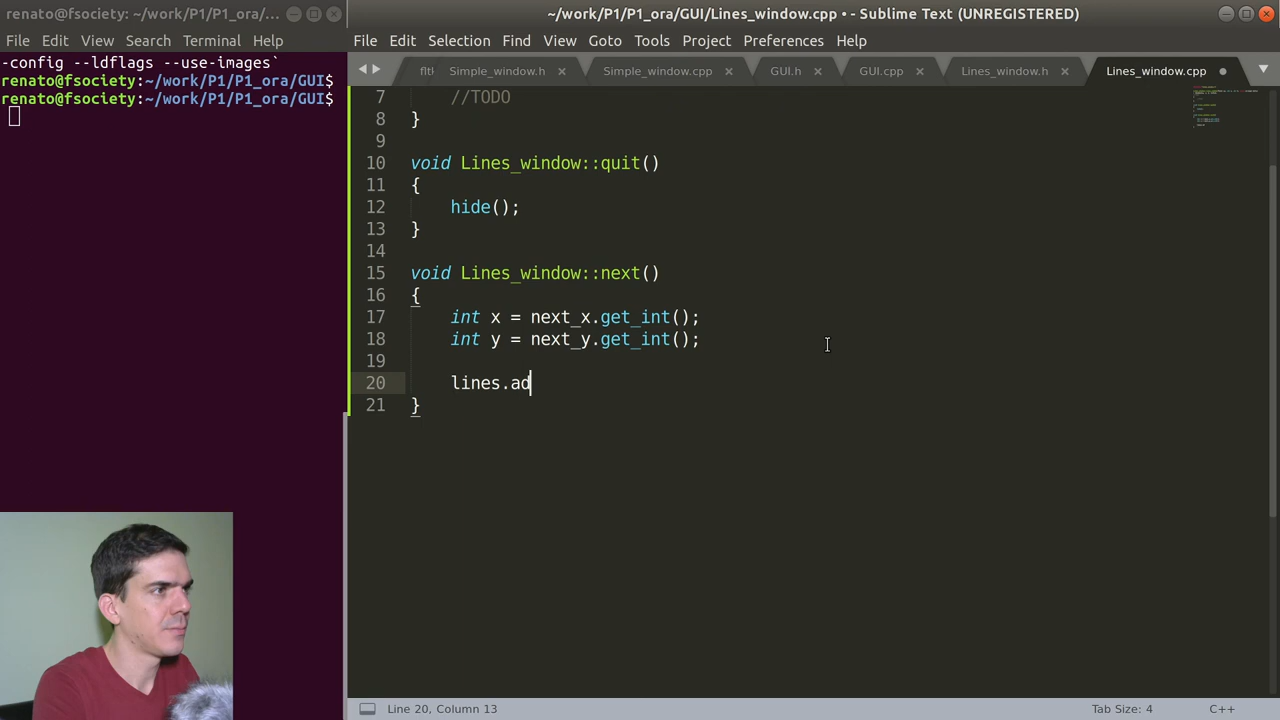 renato@fsociety: ~/work/P1/P1_ora/...
File Edit View Search Terminal Help
-config --ldflags --use-images`
renato@fsociety:~/work/P1/P1_ora/GUI$
renato@fsociety:~/work/P1/P1_ora/GUI$
~/work/P1/P1_ora/GUI/Lines_window.cpp • - Sublime Text (UNREGISTERED)
File Edit Selection Find View Goto Tools Project Preferences Help
flt Simple_window.h Simple_window.cpp GUI.h GUI.cpp Lines_window.h Lines_window.cpp
7 //TODO
8 }
9
10 void Lines_window::quit()
11 {
12 hide();
13 }
14
15 void Lines_window::next()
16 {
17 int x = next_x.get_int();
18 int y = next_y.get_int();
19
20 lines.ad
21 }
Line 20, Column 13
Tab Size: 4
C++